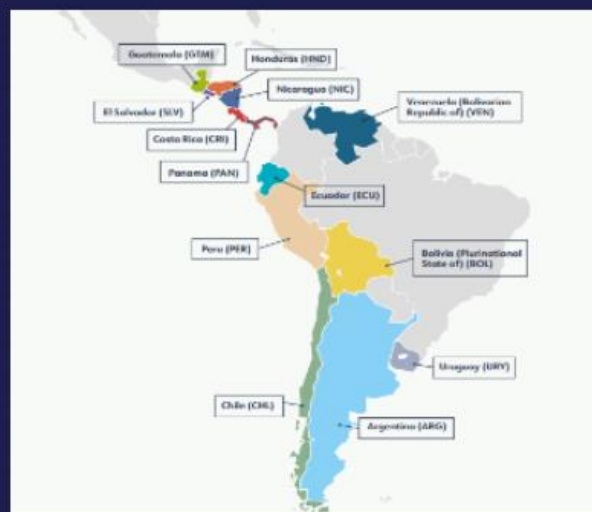 Guatemala (GTM)
Honduras (HND)
Nicaragua (NIC)
El Salvador (SLV)
Venezuela (Bolivarian
Republic of) (VEN)
Costa Rica (CRI)
Panama (PAN)
Ecuador (ECU)
Peru (PER)
Bolivia (Plurinational
State of) (BOL)
Uruguay (URY)
Chile (CHL)
Argentina (ARG)